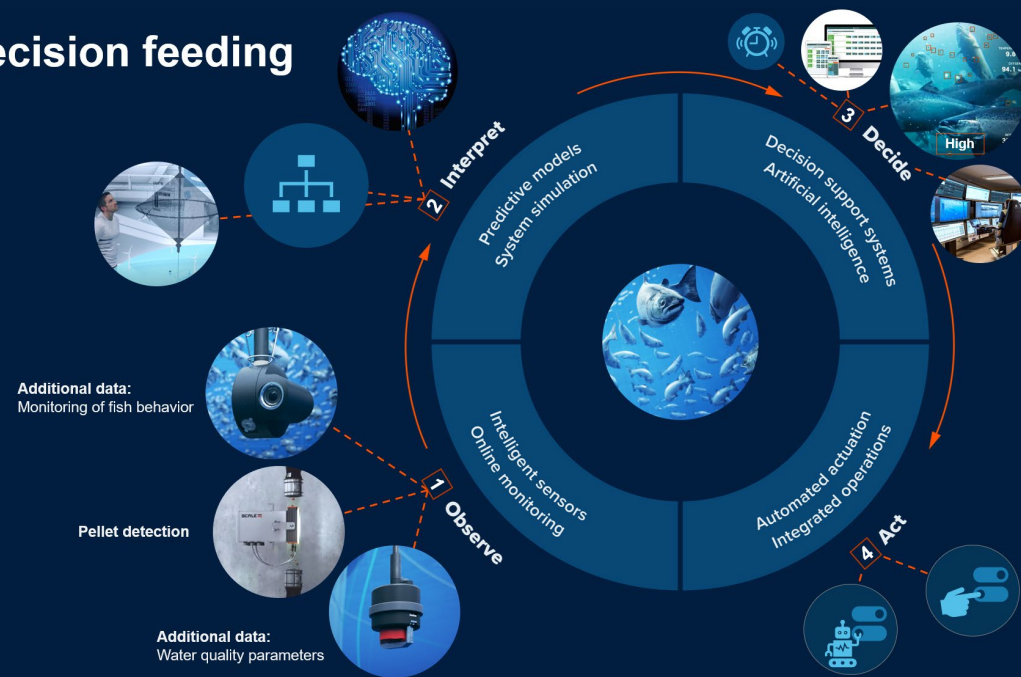 ecision feeding
2 Interpret
Predictive models
System simulation
3 Decide
High
Decision support systems
Artificial intelligence
Additional data:
Monitoring of fish behavior
1 Observe
Intelligent sensors
Online monitoring
Pellet detection
SCALE
Additional data:
Water quality parameters
4 Act
Automated actuation
Integrated operations